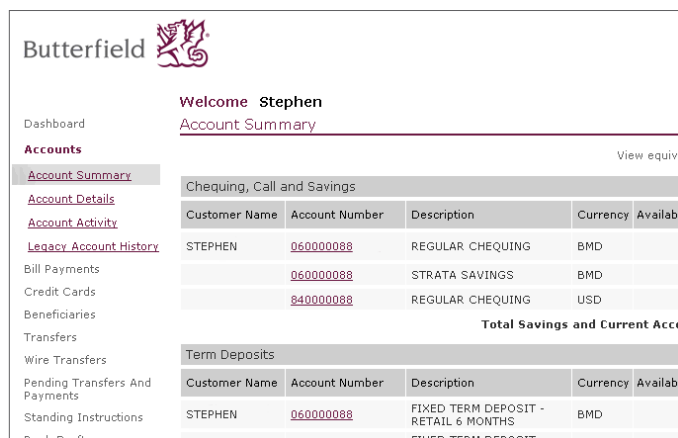 Butterfield
Welcome Stephen
Account Summary
View equiv
Dashboard
Accounts
Account Summary
Account Details
Account Activity
Legacy Account History
Bill Payments
Credit Cards
Beneficiaries
Transfers
Wire Transfers
Pending Transfers And
Payments
Standing Instructions
Chequing, Call and Savings
Customer Name Account Number Description Currency Availab
STEPHEN 060000088 REGULAR CHEQUING BMD
060000088 STRATA SAVINGS BMD
840000088 REGULAR CHEQUING USD
Total Savings and Current Acc
Term Deposits
Customer Name Account Number Description Currency Availab
STEPHEN 060000088 FIXED TERM DEPOSIT - BMD
RETAIL 6 MONTHS